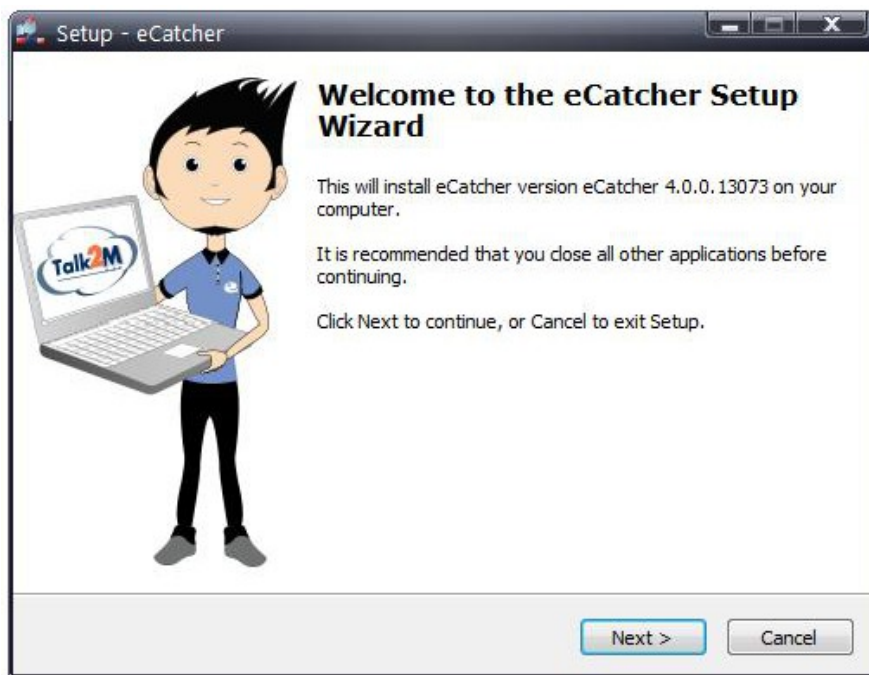 Setup - eCatcher
Welcome to the eCatcher Setup
Wizard
This will install eCatcher version eCatcher 4.0.0.13073 on your
computer.
It is recommended that you close all other applications before
continuing.
Click Next to continue, or Cancel to exit Setup.
Talk2M
Next >
Cancel